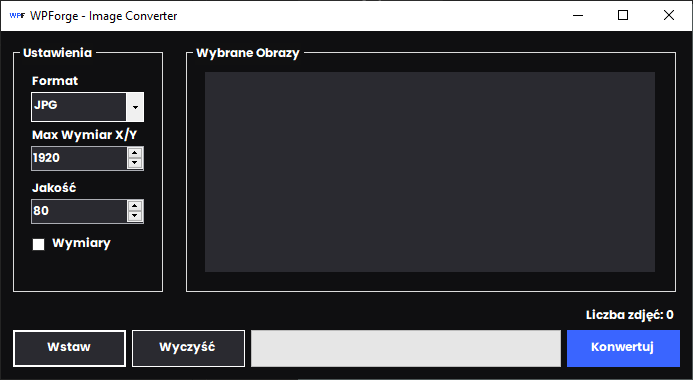 WPIF WPForge - Image Converter
Ustawienia
Format
JPG
Max Wymiar X/Y
1920
Jakość
80
Wymiary
Wybrane Obrazy
Liczba zdjęć: 0
Wstaw
Wyczyść
Konwertuj